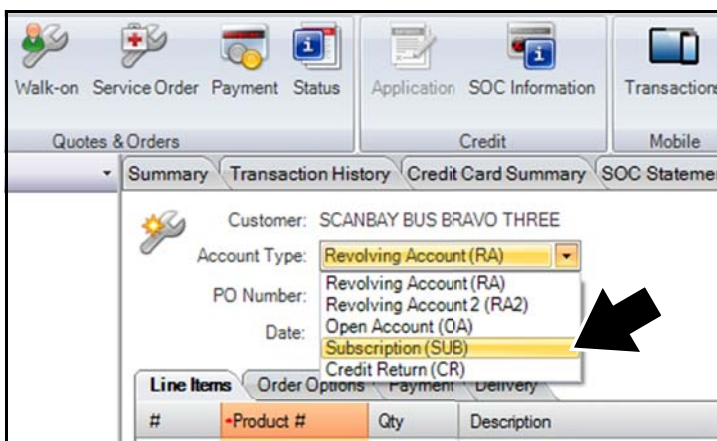 Walk-on Service Order Payment Status Application SOC Information Transactions
Quotes & Orders Credit Mobile
Summary Transaction History Credit Card Summary SOC Stateme
Customer: SCANBAY BUS BRAVO THREE
Account Type: Revolving Account (RA)
PO Number:
Revolving Account (RA)
Revolving Account 2 (RA2)
Open Account (OA)
Date:
Subscription (SUB)
Credit Return (CR)
Line Items Order Options Payment Delivery
# Product # Qty Description